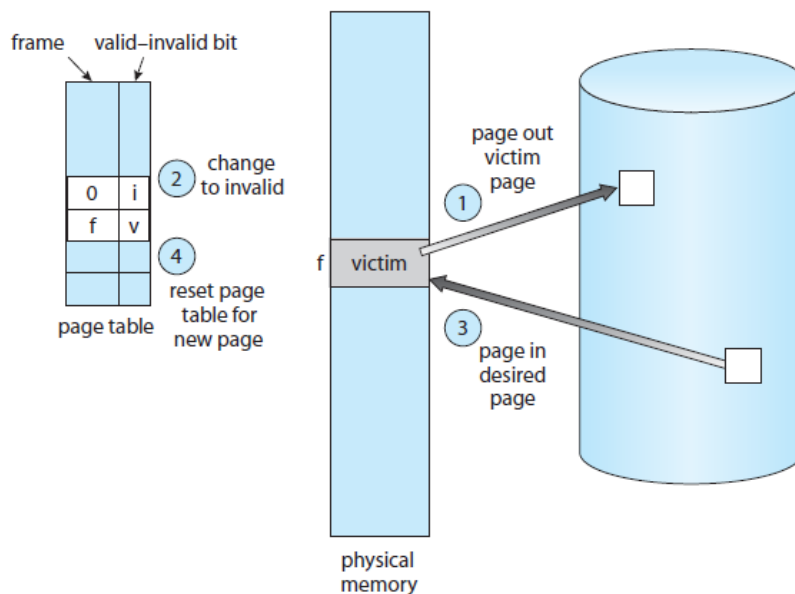 frame
valid–invalid bit
0
i
f
v
page table
2
change
to invalid
4
reset page
table for
new page
f
victim
physical
memory
page out
victim
page
1
3
page in
desired
page